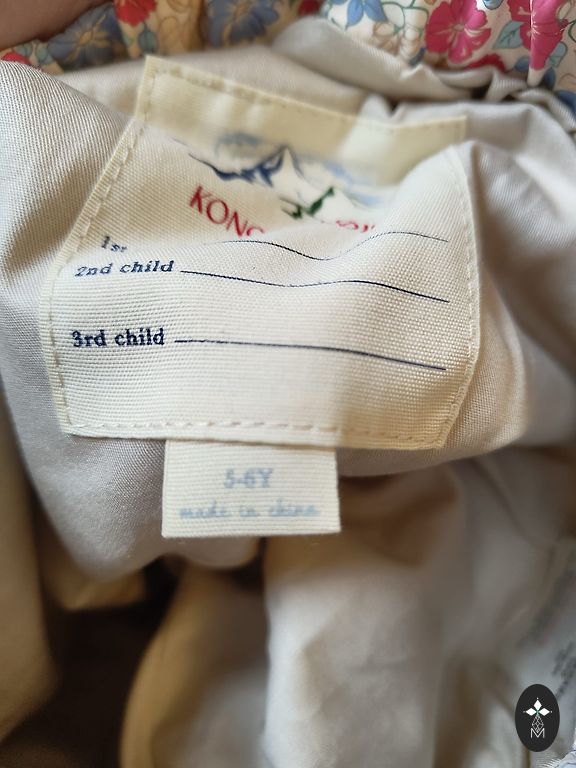 1st
2nd child
3rd child
5-6Y
made in china